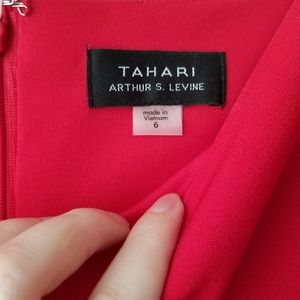 TAHARI
ARTHUR S. LEVINE
made in
Vietnam
6